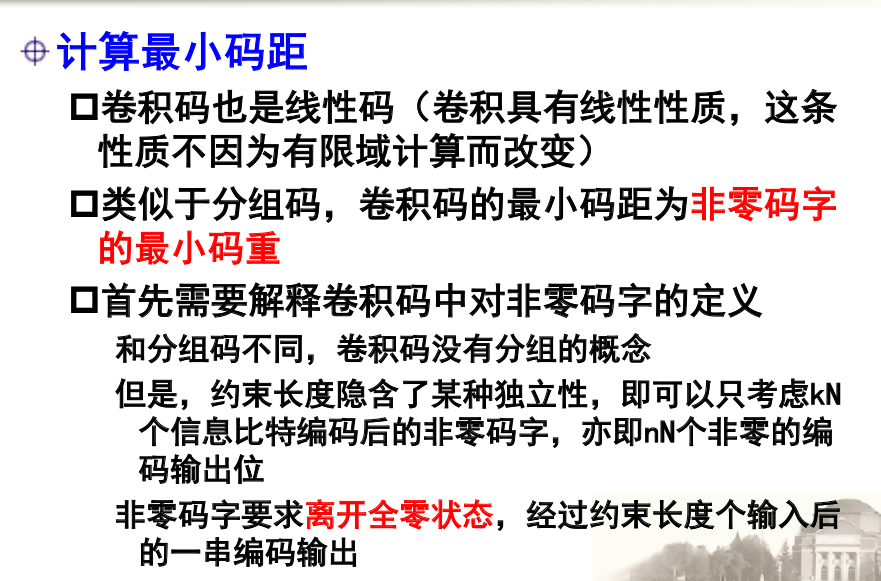 计算最小码距
卷积码也是线性码（卷积具有线性性质，这条
性质不因为有限域计算而改变）
类似于分组码，卷积码的最小码距为非零码字
的最小码重
首先需要解释卷积码中对非零码字的定义
和分组码不同，卷积码没有分组的概念
但是，约束长度隐含了某种独立性，即可以只考虑kN
个信息比特编码后的非零码字，亦即nN个非零的编
码输出位
非零码字要求离开全零状态，经过约束长度个输入后
的一串编码输出